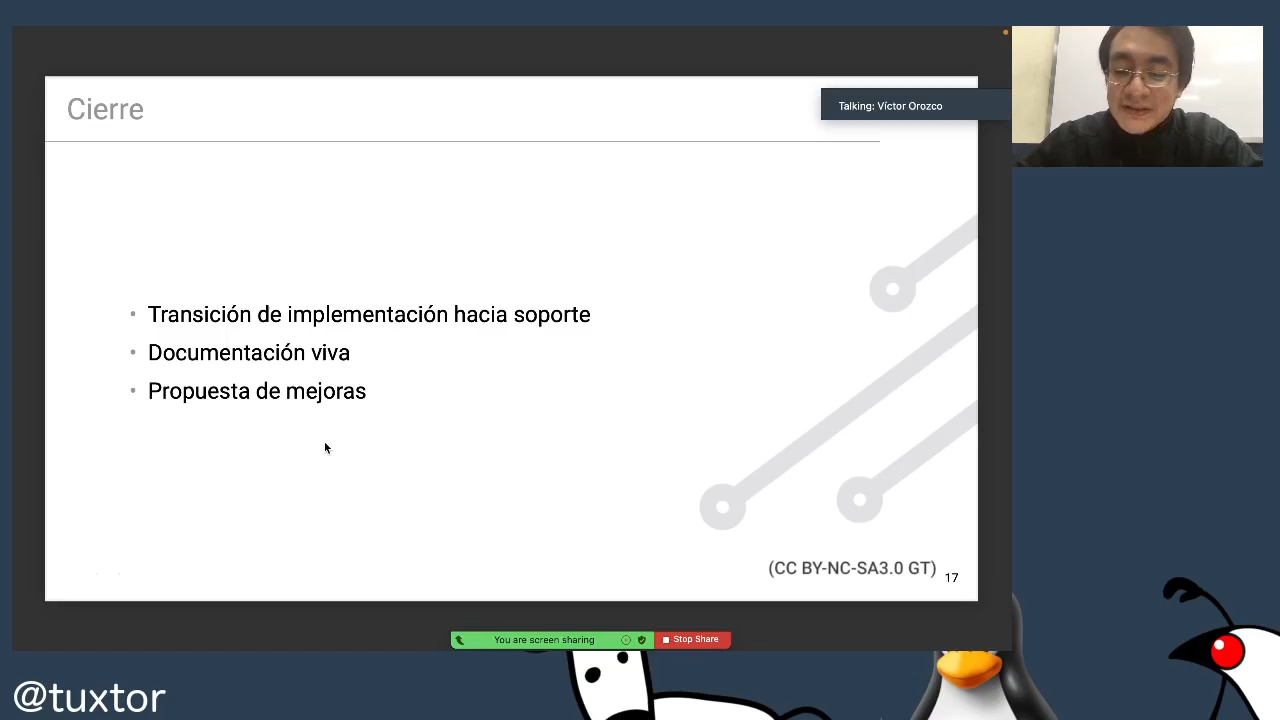 Cierre
Talking: Víctor Orozco
• Transición de implementación hacia soporte
• Documentación viva
• Propuesta de mejoras
(CC BY-NC-SA3.0 GT)
17
You are screen sharing
Stop Share
@tuxtor